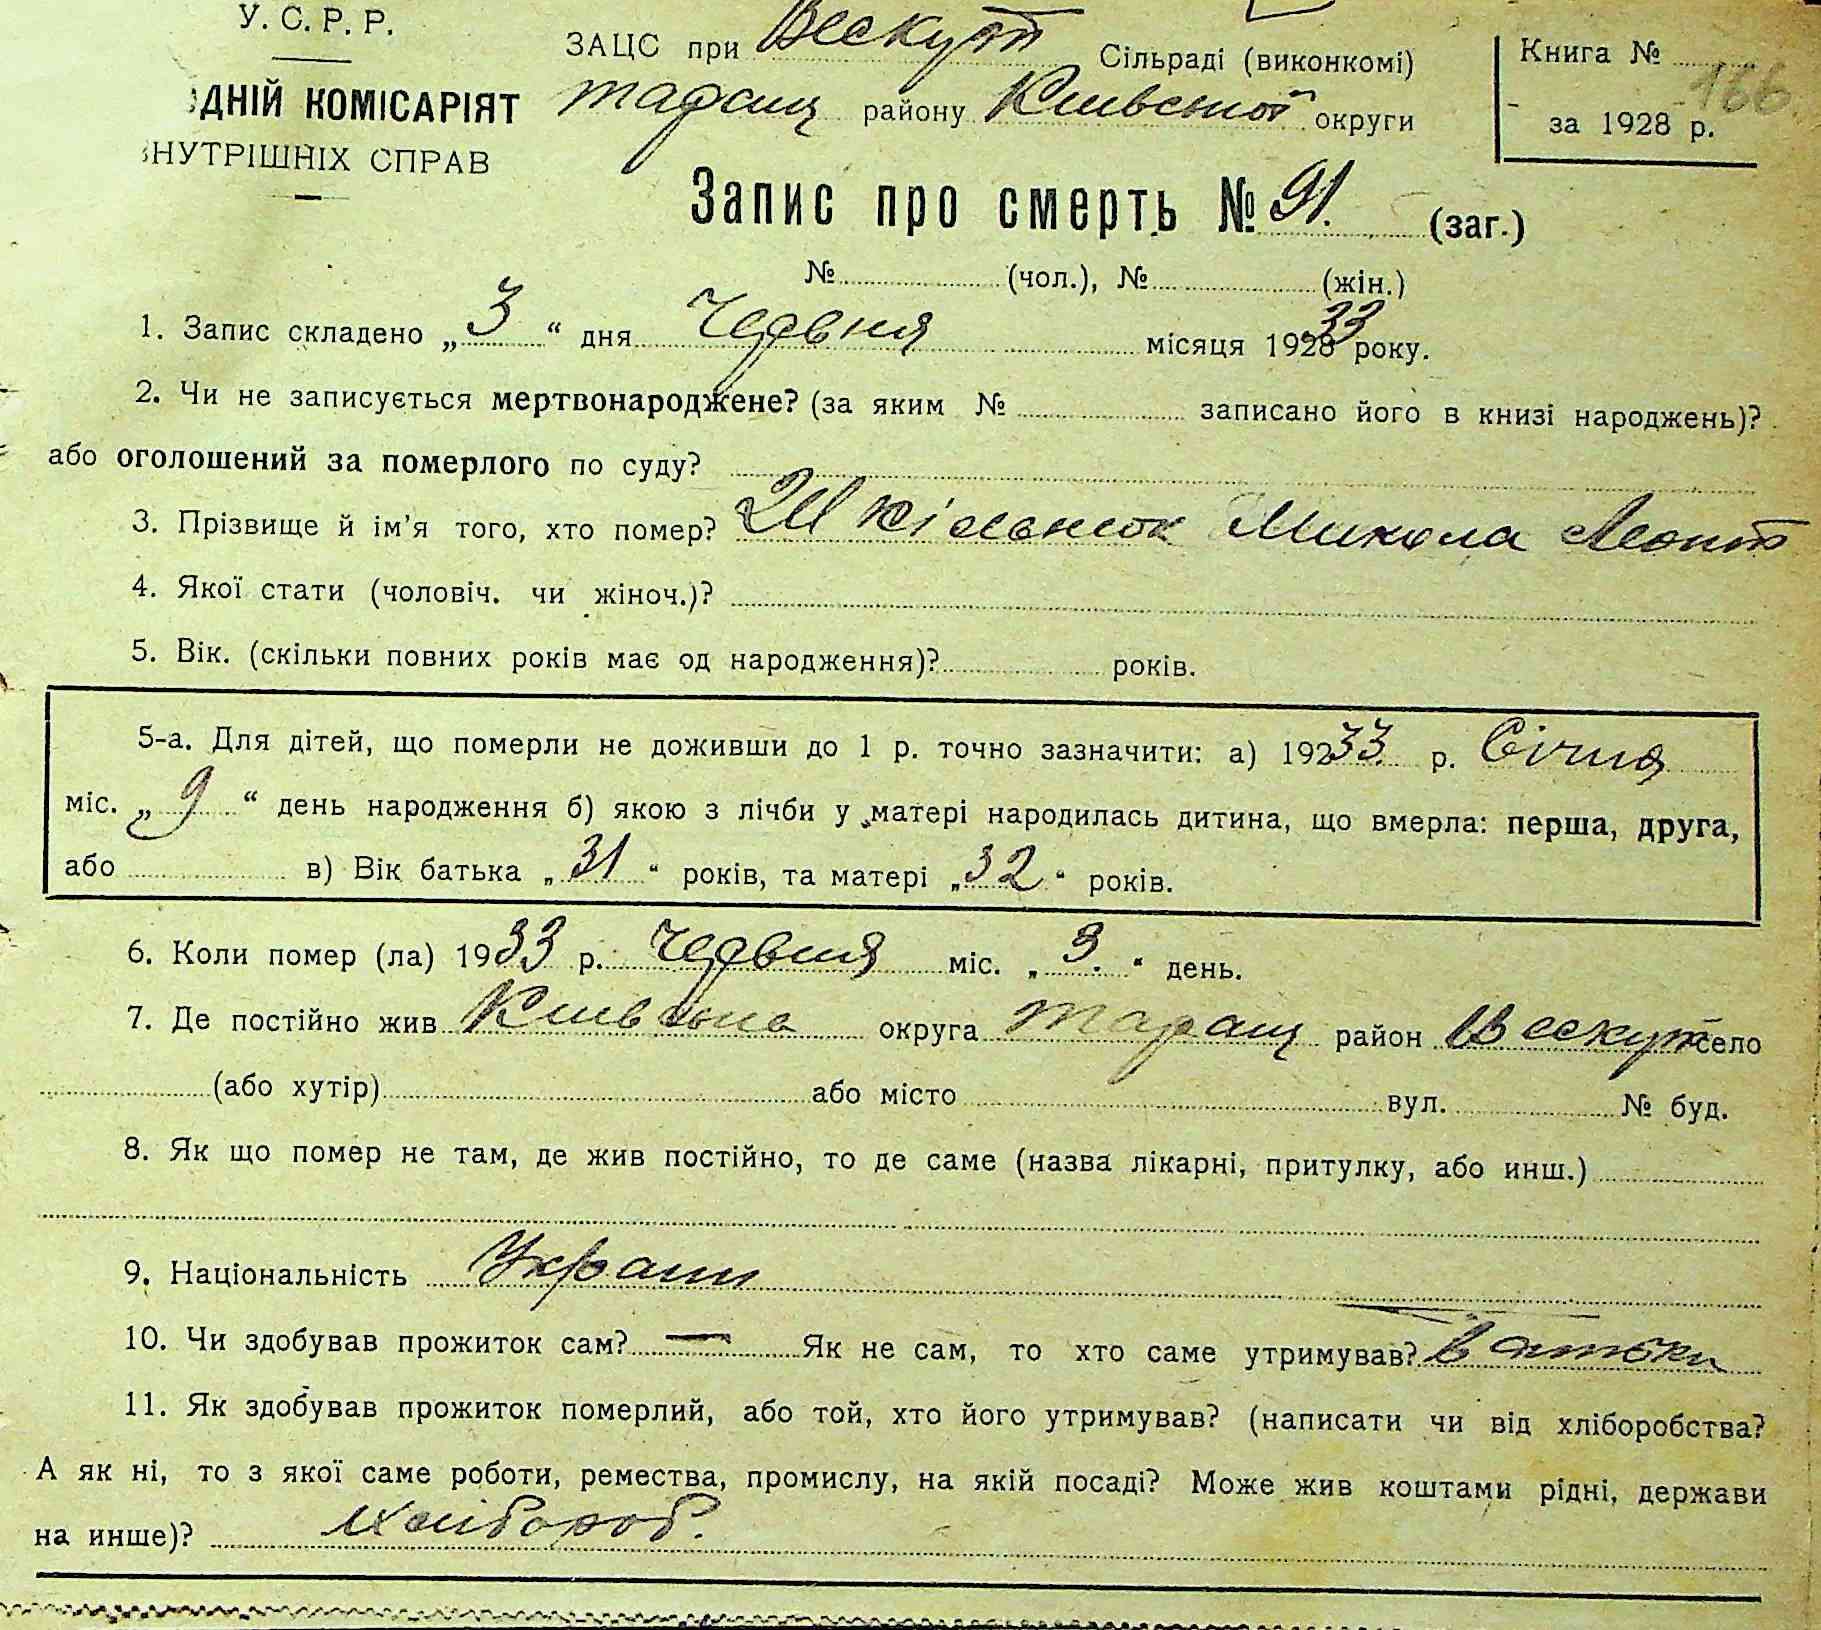 У. С. Р. Р.
ДНІЙ КОМІСАРІЯТ
ВНУТРІШНІХ СПРАВ
ЗАЦС при Вескут Сільраді (виконкомі)
таращ району Київської округи
Книга № 166
за 1928 р.
Запис про смерть № 91. (заг.)
№ (чол.), № (жін.)
1. Запис складено „3“ дня Червня місяця 192833 року.
2. Чи не записується мертвонароджене? (за яким № записано його в книзі народжень)?
або оголошений за померлого по суду?
3. Прізвище й ім'я того, хто помер? Шкільнюк Микола Леонт
4. Якої стати (чоловіч. чи жіноч.)?
5. Вік. (скільки повних років має од народження)? років.
5-а. Для дітей, що померли не доживши до 1 р. точно зазначити: а) 19233 р. Січня
міс. „9“ день народження б) якою з лічби у матері народилась дитина, що вмерла: перша, друга,
або в) Вік батька „31“ років, та матері „32“ років.
6. Коли помер (ла) 1933 р. Червня міс. „3.“ день.
7. Де постійно жив Київська округа таращ район Вескут село
(або хутір) або місто вул. № буд.
8. Як що помер не там, де жив постійно, то де саме (назва лікарні, притулку, або инш.)
9. Національність Украин
10. Чи здобував прожиток сам? — Як не сам, то хто саме утримував? батьки
11. Як здобував прожиток померлий, або той, хто його утримував? (написати чи від хліборобства?
А як ні, то з якої саме роботи, ремества, промислу, на якій посаді? Може жив коштами рідні, держави
на инше)? хлібороб.